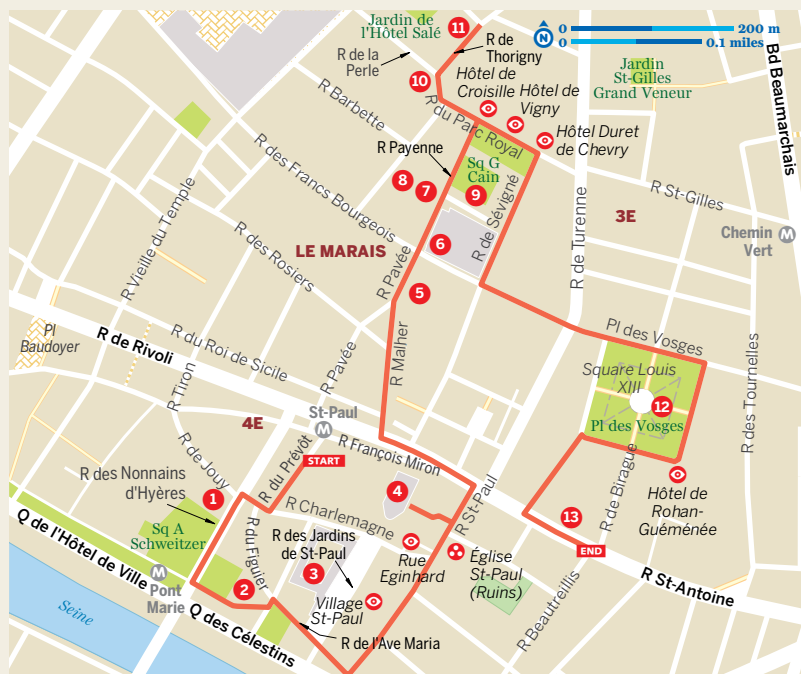 Jardin de
l'Hôtel Salé
11
R de
Thorigny
N
0
200 m
0
0.1 miles
Bd Beaumarchais
R de la
Perle
10
Hôtel de
Croisille
Hôtel de
Vigny
Jardin
St-Gilles
Grand Veneur
R Barbette
R du Parc Royal
Hôtel Duret
de Chevry
R Payenne
Sq G
Cain
8
7
9
R des Francs Bourgeois
R de Sévigné
R St-Gilles
R de Turenne
3E
R Vieille du Temple
R des Rosiers
LE MARAIS
6
Chemin
Vert
M
R Pavée
5
Pl
Baudoyer
R de Rivoli
R du Roi de Sicile
R Malher
Pl des Vosges
R Pavée
Square Louis
XIII
12
Pl des Vosges
R des Tournelles
R Tiron
4E
St-Paul
M
R François Miron
START
R du Prévôt
R de Jouy
R des Nonnains
d'Hyères
1
4
R St-Paul
R de Birague
Hôtel de
Rohan-
Guéménée
13
END
R Charlemagne
Sq A
Schweitzer
R du Figuier
R des Jardins
de St-Paul
3
Rue
Eginhard
Église
St-Paul
(Ruins)
Q de l'Hôtel de Ville
M
Pont
Marie
2
Village
St-Paul
R St-Antoine
R Beautreillis
Seine
Q des Célestins
R de l'Ave Maria